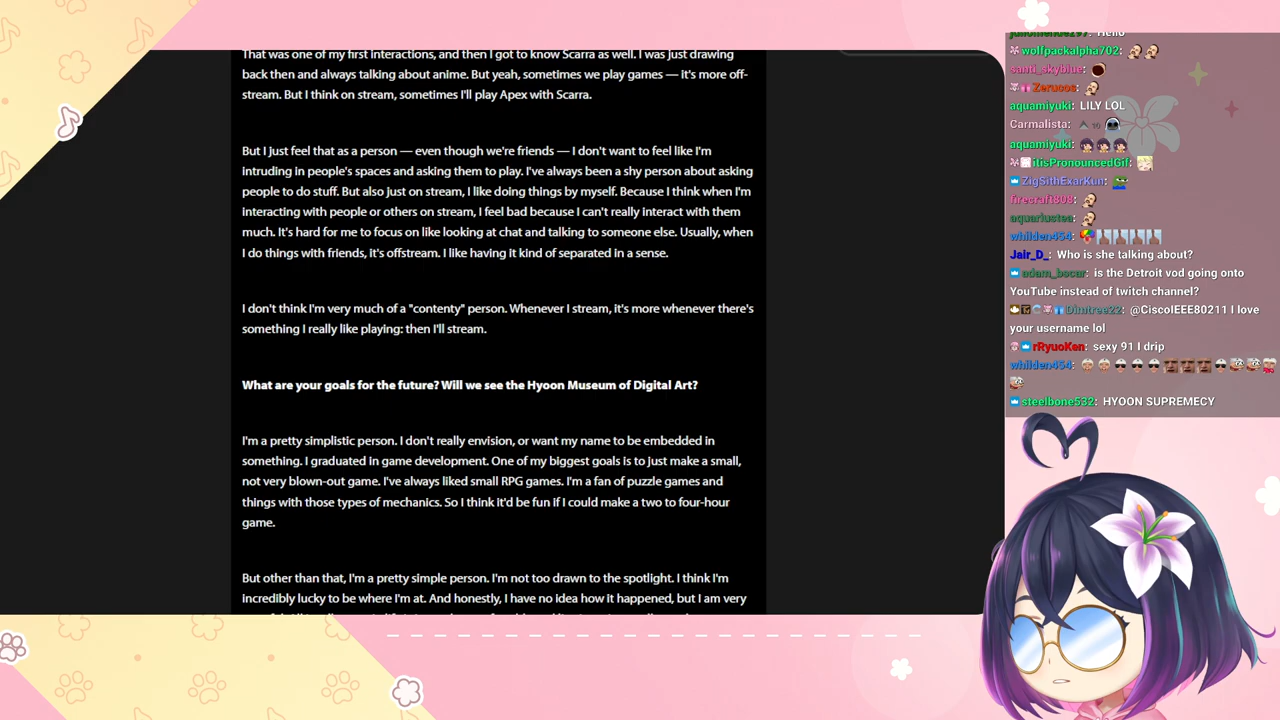 That was one of my first interactions, and then I got to know Scarra as well. I was just drawing
back then and also talking about anime. But yeah, sometimes we play games — it's more off-
stream. But I think on stream, sometimes I'll play Apex with Scarra.
But I just feel that as a person — even though we're friends — I don't want to feel like I'm
intruding in people's spaces and asking them to play. I've always been a shy person about asking
people to do stuff. But also just on stream, I like doing things by myself. Because I think when I'm
interacting with people or others on stream, I feel bad because I can't really interact with them
much. It's hard for me to focus on like looking at chat and talking to someone else. Usually, when
I do things with friends, it's offstream. I like having it kind of separated in a sense.
I don't think I'm very much of a "contenty" person. Whenever I stream, it's more whenever there's
something I really like playing: then I'll stream.
What are your goals for the future? Will we see the Hyoon Museum of Digital Art?
I'm a pretty simplistic person. I don't really envision, or want my name to be embedded in
something. I graduated in game development. One of my biggest goals is to just make a small,
not very blown-out game. I've always liked small RPG games. I'm a fan of puzzle games and
things with those types of mechanics. So I think it'd be fun if I could make a two to four-hour
game.
But other than that, I'm a pretty simple person. I'm not too drawn to the spotlight. I think I'm
incredibly lucky to be where I'm at. And honestly, I have no idea how it happened, but I am very
Hello
wolfpackalpha702:
santi_skyblue:
Zerucos:
aquamiyuki: LILY LOL
Carmalista:
aquamiyuki:
itisPronouncedGif:
ZigSithExarKun:
firecraft808:
aquariustea:
whilden454:
Jair_D_: Who is she talking about?
adam_bscur: is the Detroit vod going onto
YouTube instead of twitch channel?
Dimtree22: @CiscoIEEE80211 I love
your username lol
rRyuoKen: sexy 91 I drip
whilden454:
steelbone532: HYOON SUPREMECY